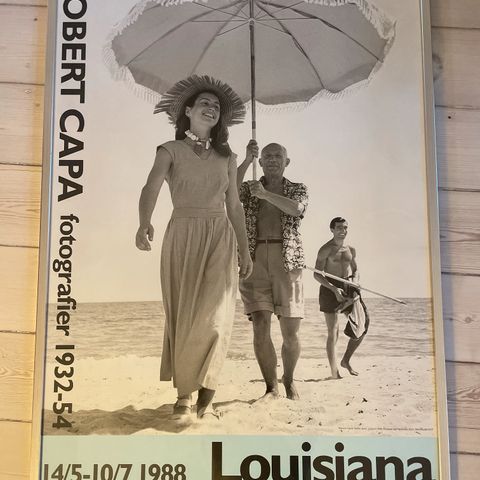 OBERT CAPA fotografier 1932-54
14/5-10/7 1988
Louisiana